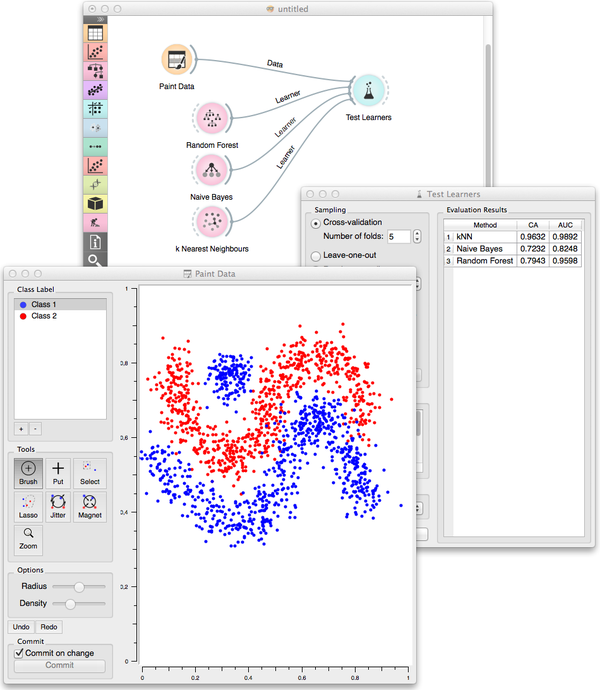 untitled
Paint Data
Data
Learner
Learner
Learner
Test Learners
Random Forest
Naive Bayes
k Nearest Neighbours
Test Learners
Sampling
Cross-validation
Number of folds: 5
Leave-one-out
Evaluation Results
Method CA AUC
1 kNN 0.9632 0.9892
2 Naive Bayes 0.7232 0.8248
3 Random Forest 0.7943 0.9598
Paint Data
Class Label
Class 1
Class 2
+ -
Tools
Brush Put Select
Lasso Jitter Magnet
Zoom
Options
Radius
Density
Undo Redo
Commit
Commit on change
Commit
1
0,8
0,6
0,4
0,2
0
0 0.2 0.4 0.6 0.8 1